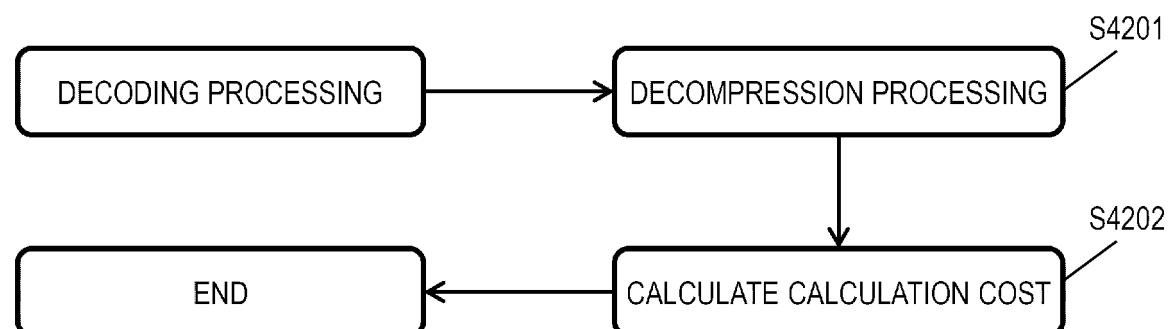 S4201
DECODING PROCESSING
DECOMPRESSION PROCESSING
S4202
END
CALCULATE CALCULATION COST